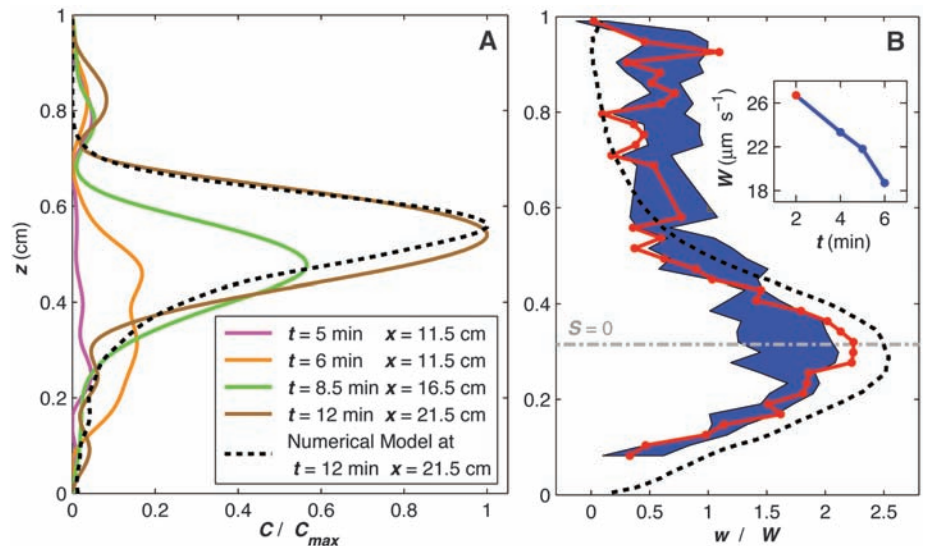 A
1
0.8
0.6
0.4
0.2
0
z (cm)
0 0.2 0.4 0.6 0.8 1
C / Cmax
t = 5 min x = 11.5 cm
t = 6 min x = 11.5 cm
t = 8.5 min x = 16.5 cm
t = 12 min x = 21.5 cm
Numerical Model at
t = 12 min x = 21.5 cm
B
1
0.8
0.6
0.4
0.2
0
0 0.5 1 1.5 2 2.5
w / W
S = 0
W (μm s⁻¹)
26
22
18
2 4 6
t (min)